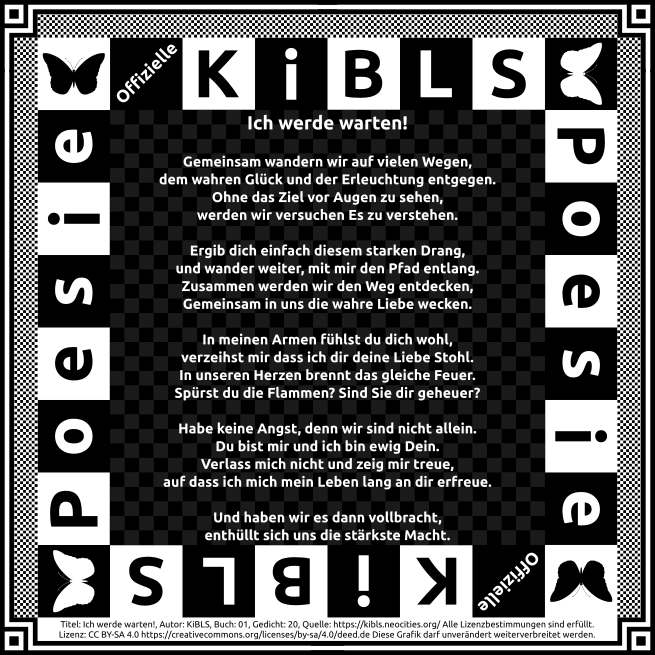 Offizielle
KiBLS
Poesie
Poesie
Ich werde warten!
Gemeinsam wandern wir auf vielen Wegen,
dem wahren Glück und der Erleuchtung entgegen.
Ohne das Ziel vor Augen zu sehen,
werden wir versuchen Es zu verstehen.
Ergib dich einfach diesem starken Drang,
und wander weiter, mit mir den Pfad entlang.
Zusammen werden wir den Weg entdecken,
Gemeinsam in uns die wahre Liebe wecken.
In meinen Armen fühlst du dich wohl,
verzeihst mir dass ich dir deine Liebe Stohl.
In unseren Herzen brennt das gleiche Feuer.
Spürst du die Flammen? Sind Sie dir geheuer?
Habe keine Angst, denn wir sind nicht allein.
Du bist mir und ich bin ewig Dein.
Verlass mich nicht und zeig mir treue,
auf dass ich mich mein Leben lang an dir erfreue.
Und haben wir es dann vollbracht,
enthüllt sich uns die stärkste Macht.
Offizielle
KiBLS
Titel: Ich werde warten!, Autor: KiBLS, Buch: 01, Gedicht: 20, Quelle: https://kibls.neocities.org/ Alle Lizenzbestimmungen sind erfüllt.
Lizenz: CC BY-SA 4.0 https://creativecommons.org/licenses/by-sa/4.0/deed.de Diese Grafik darf unverändert weiterverbreitet werden.